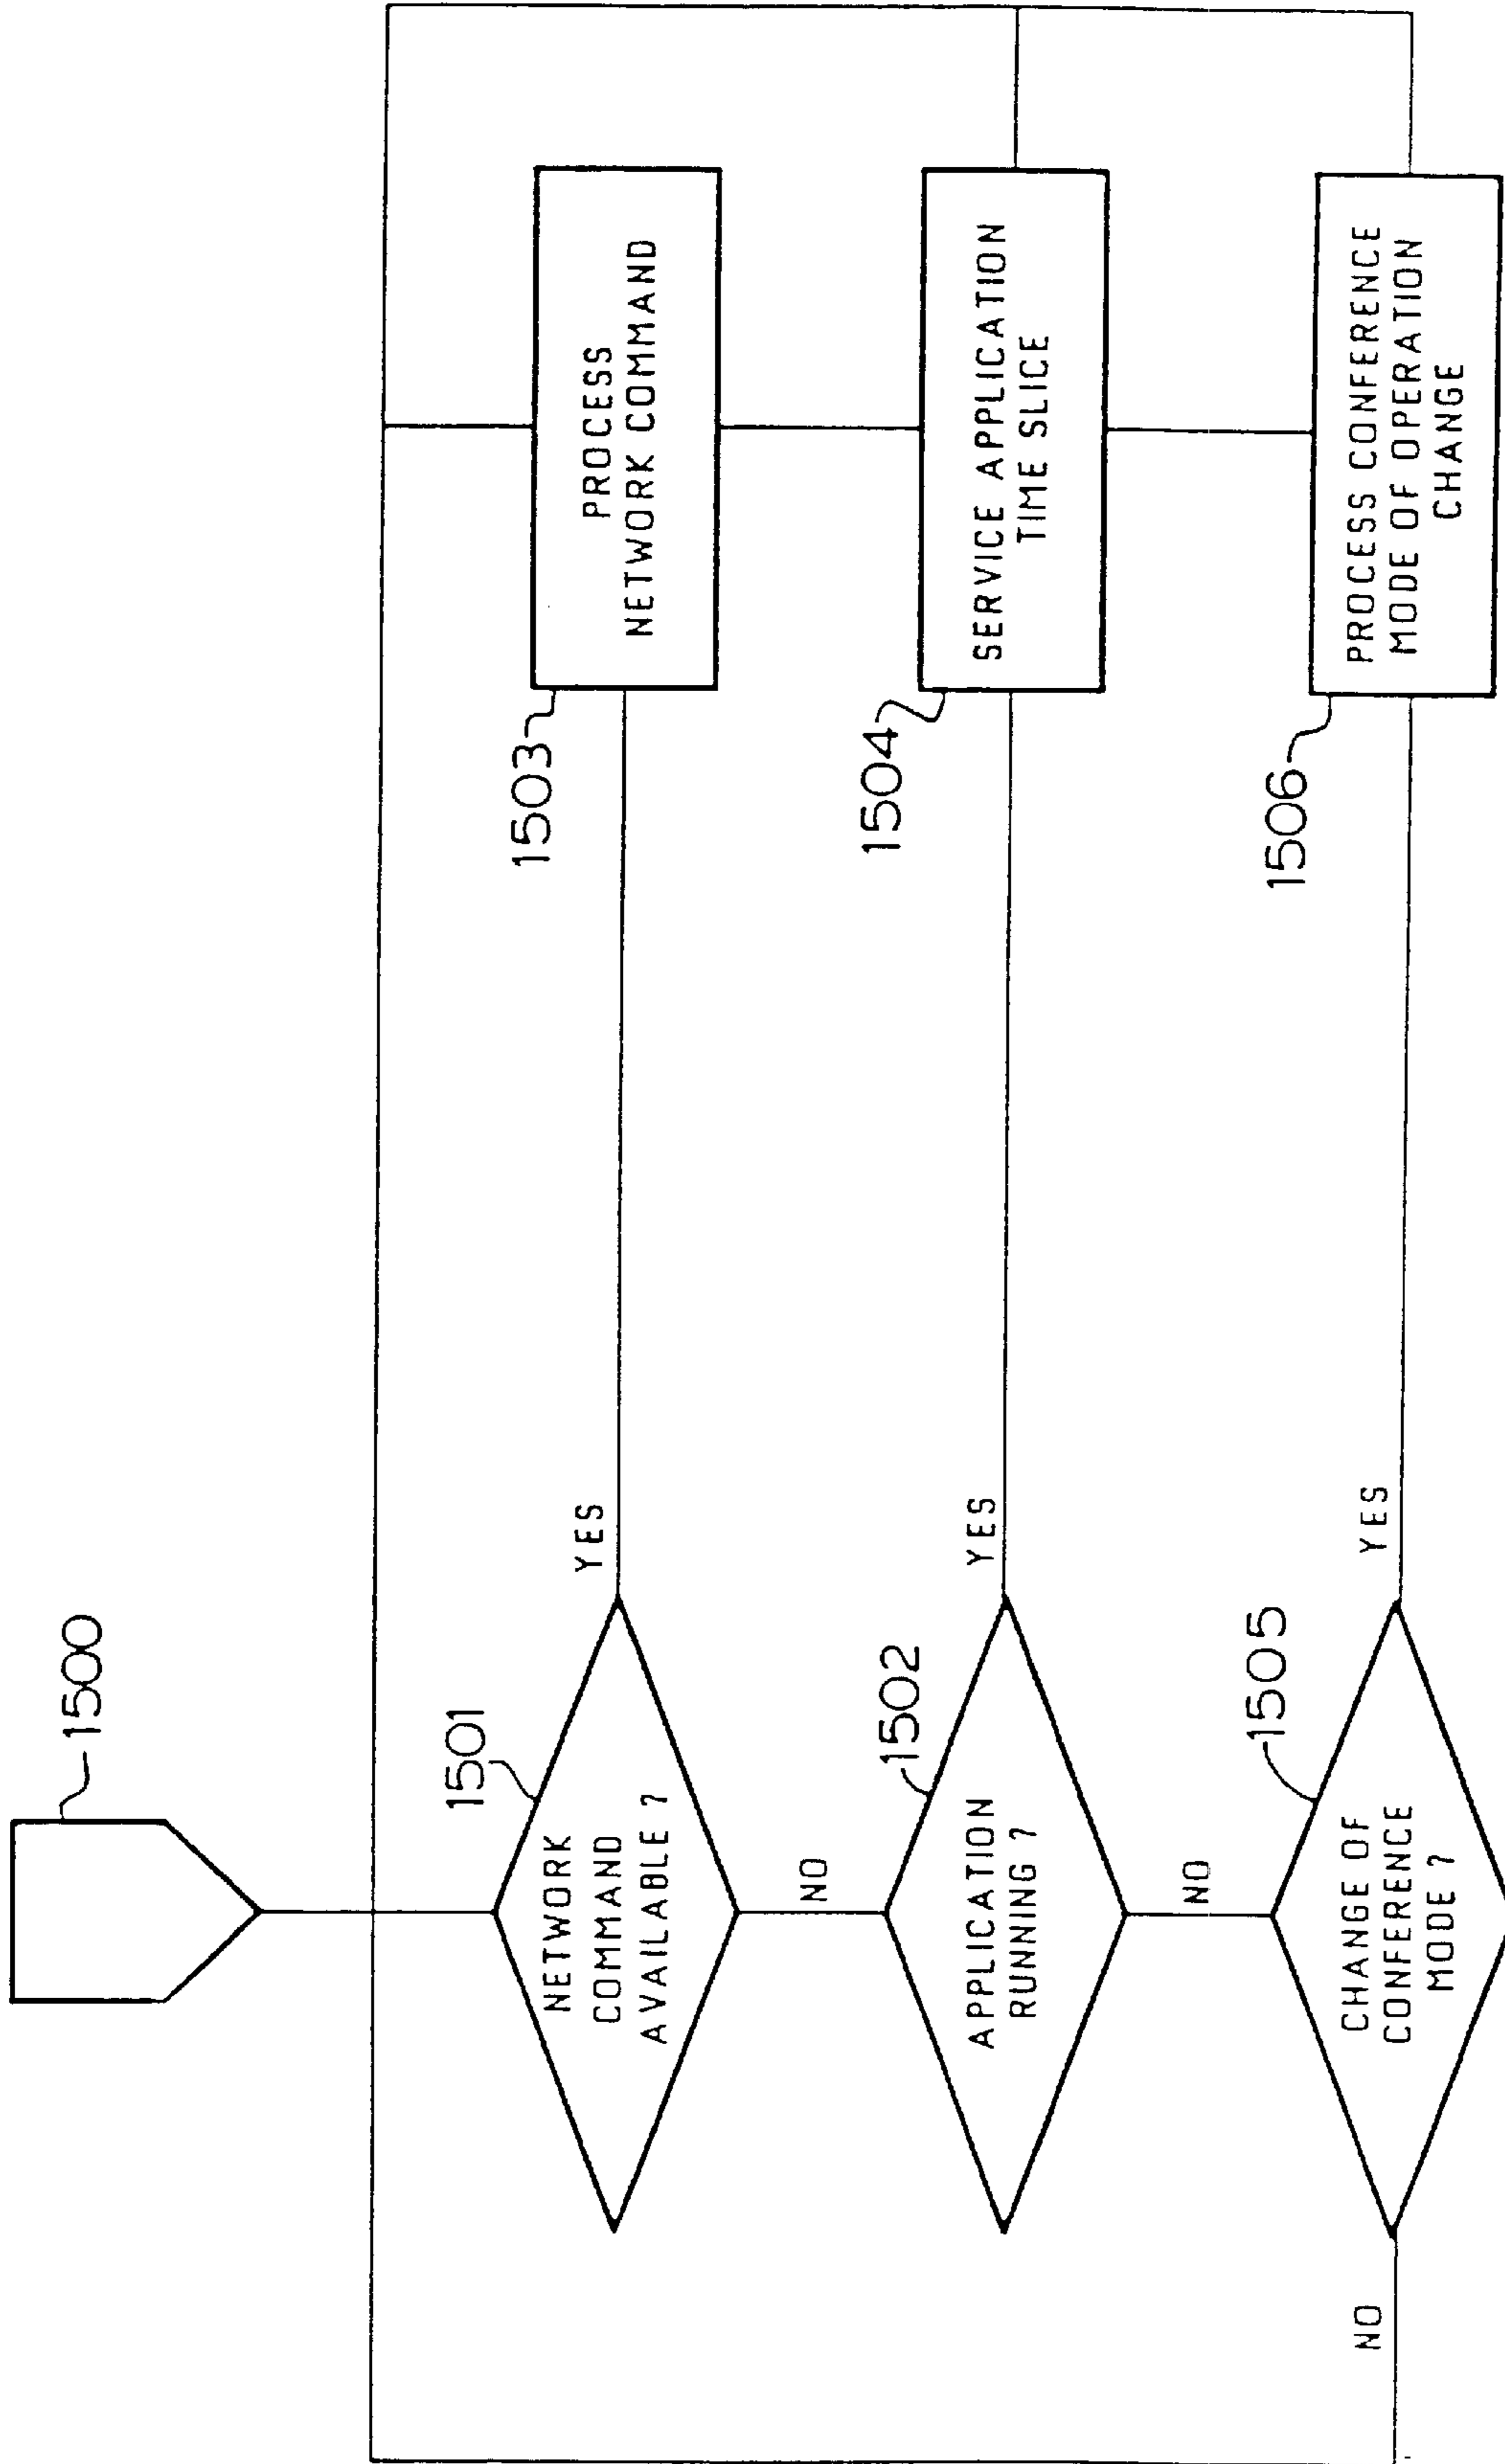 1500
1501
NETWORK
COMMAND
AVAILABLE ?
YES
1503
PROCESS
NETWORK COMMAND
NO
1502
APPLICATION
RUNNING ?
YES
1504
SERVICE APPLICATION
TIME SLICE
NO
1505
CHANGE OF
CONFERENCE
MODE ?
YES
1506
PROCESS CONFERENCE
MODE OF OPERATION
CHANGE
NO